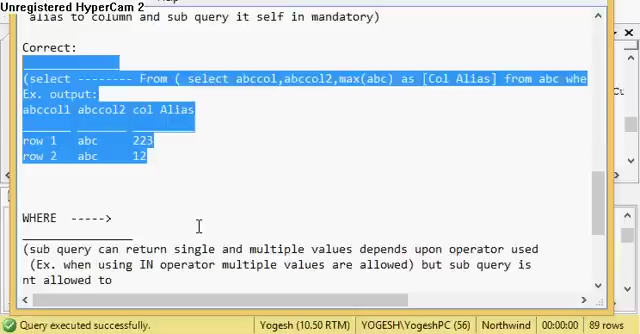 Unregistered HyperCam 2
alias to column and sub query it self in mandatory)
Correct:
(select -------- From ( select abccol,abccol2,max(abc) as [Col Alias] from abc whe
Ex. output:
abccol1 abccol2 col Alias
row 1 abc 223
row 2 abc 12
WHERE ----->
(sub query can return single and multiple values depends upon operator used
(Ex. when using IN operator multiple values are allowed) but sub query is
nt allowed to
Query executed successfully. Yogesh (10.50 RTM) YOGESH\YogeshPC (56) Northwind 00:00:00 89 rows